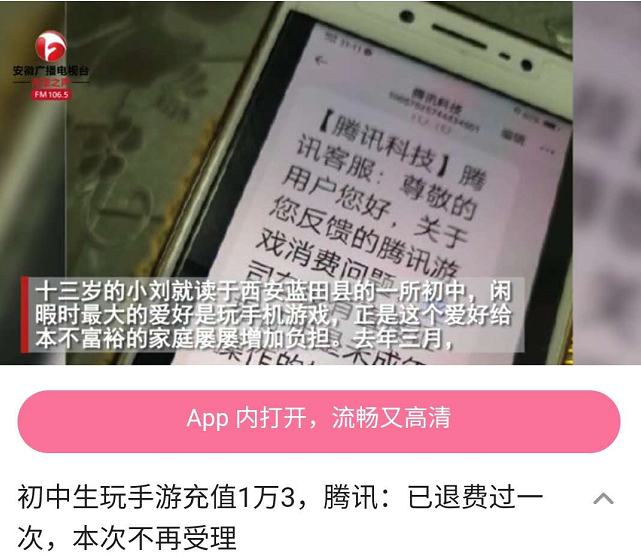 安徽广播电视台
FM 106.5
11:11
腾讯科技
编辑
【腾讯科技】腾
讯客服：尊敬的
用户您好，关于
您反馈的腾讯游
戏消费问题
十三岁的小刘就读于西安蓝田县的一所初中，闲
暇时最大的爱好是玩手机游戏，正是这个爱好给
本不富裕的家庭屡屡增加负担。去年三月，
App 内打开，流畅又高清
初中生玩手游充值1万3，腾讯：已退费过一
次，本次不再受理